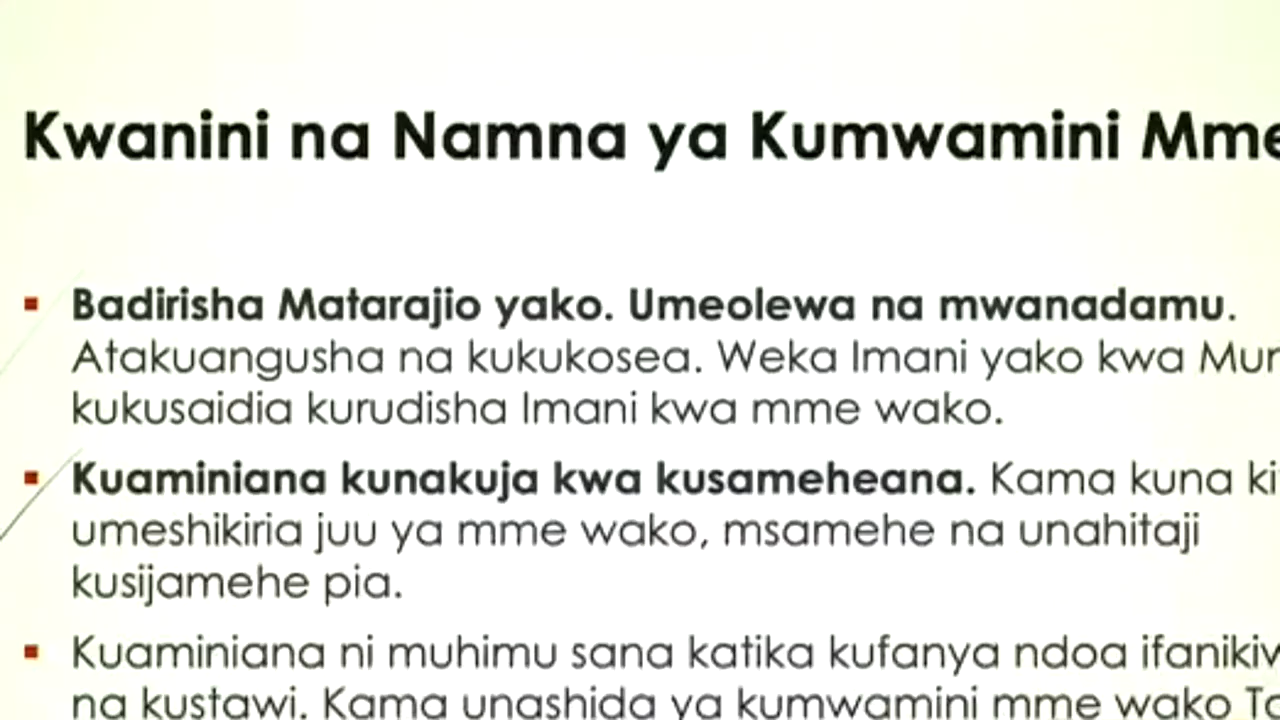 Kwanini na Namna ya Kumwamini Mme
Badirisha Matarajio yako. Umeolewa na mwanadamu.
Atakuangusha na kukukosea. Weka Imani yako kwa
kukusaidia kurudisha Imani kwa mme wako.
Kuaminiana kunakuja kwa kusameheana. Kama kuna
umeshikiria juu ya mme wako, msamehe na unahitaji
kusijamehe pia.
Kuaminiana ni muhimu sana katika kufanya ndoa
na kustawi. Kama unashida ya kumwamini mme wako